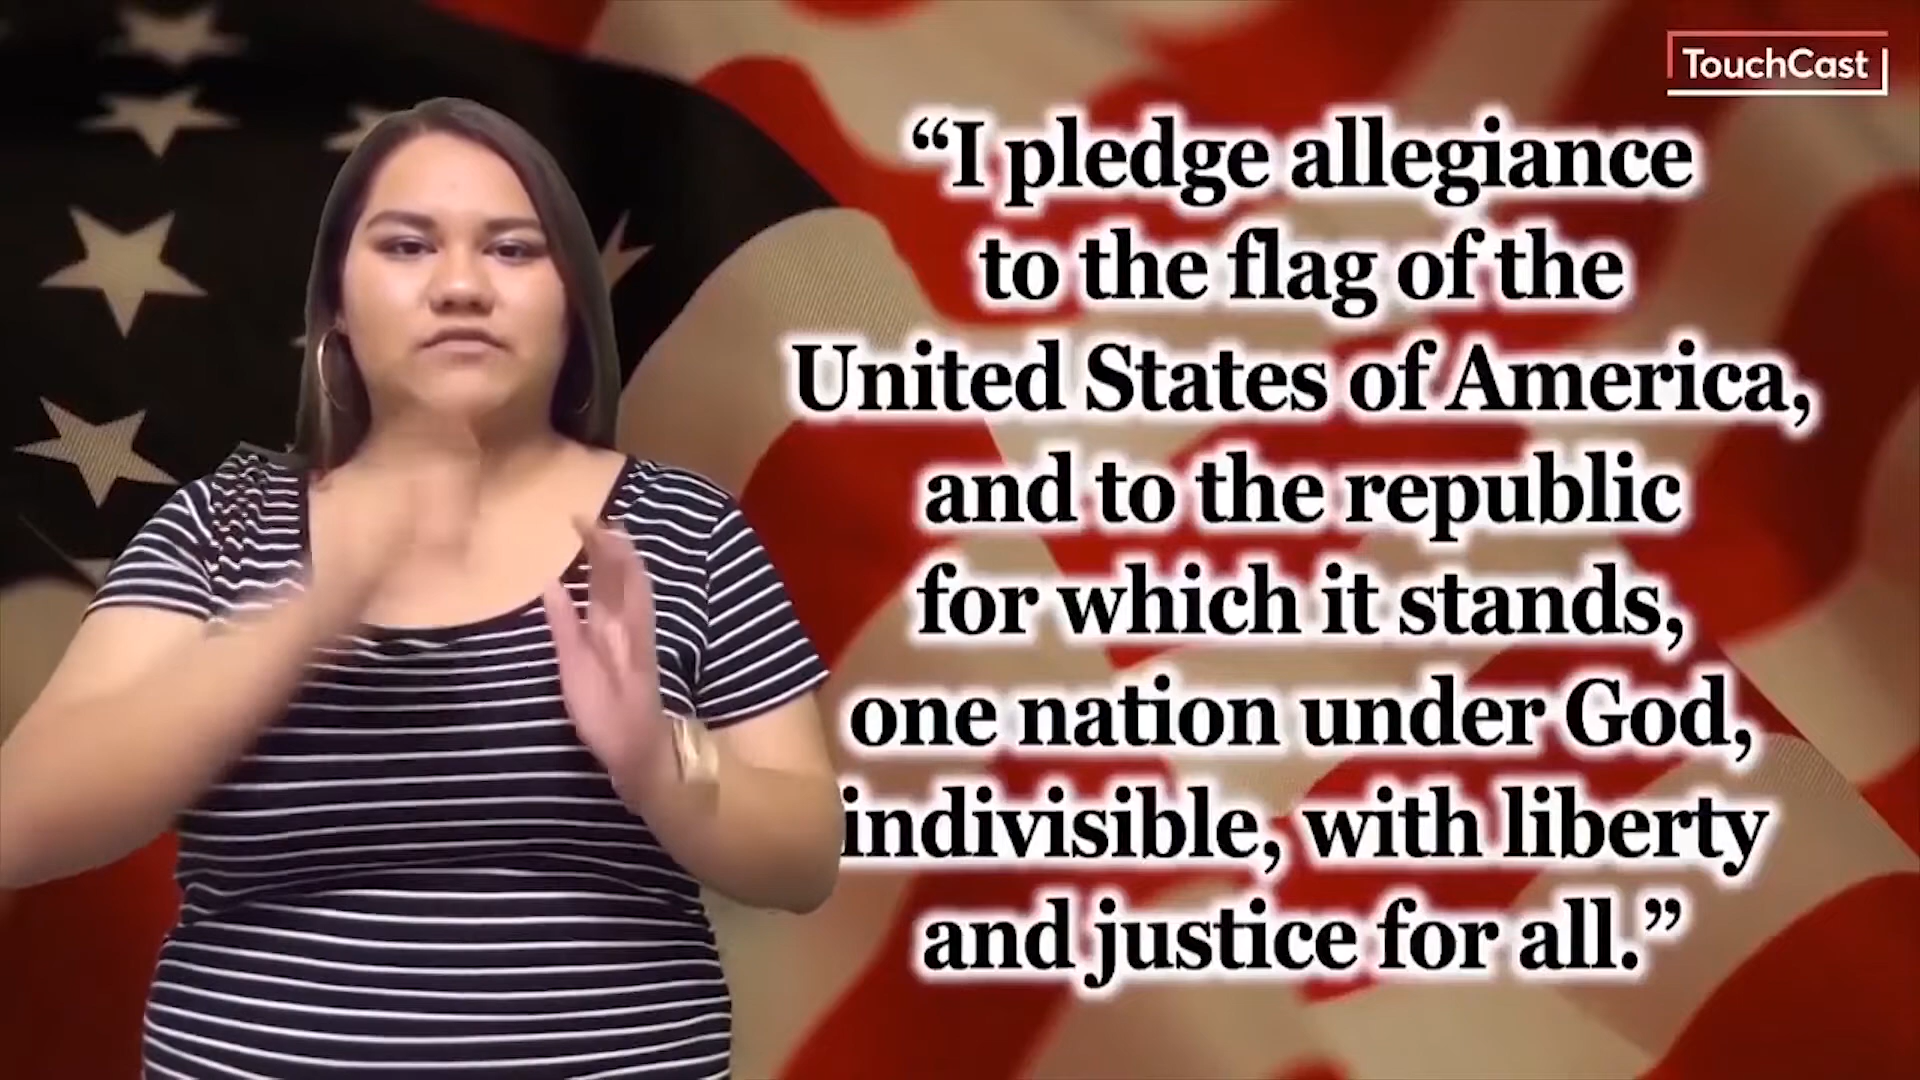 TouchCast
“I pledge allegiance
to the flag of the
United States of America,
and to the republic
for which it stands,
one nation under God,
indivisible, with liberty
and justice for all.”